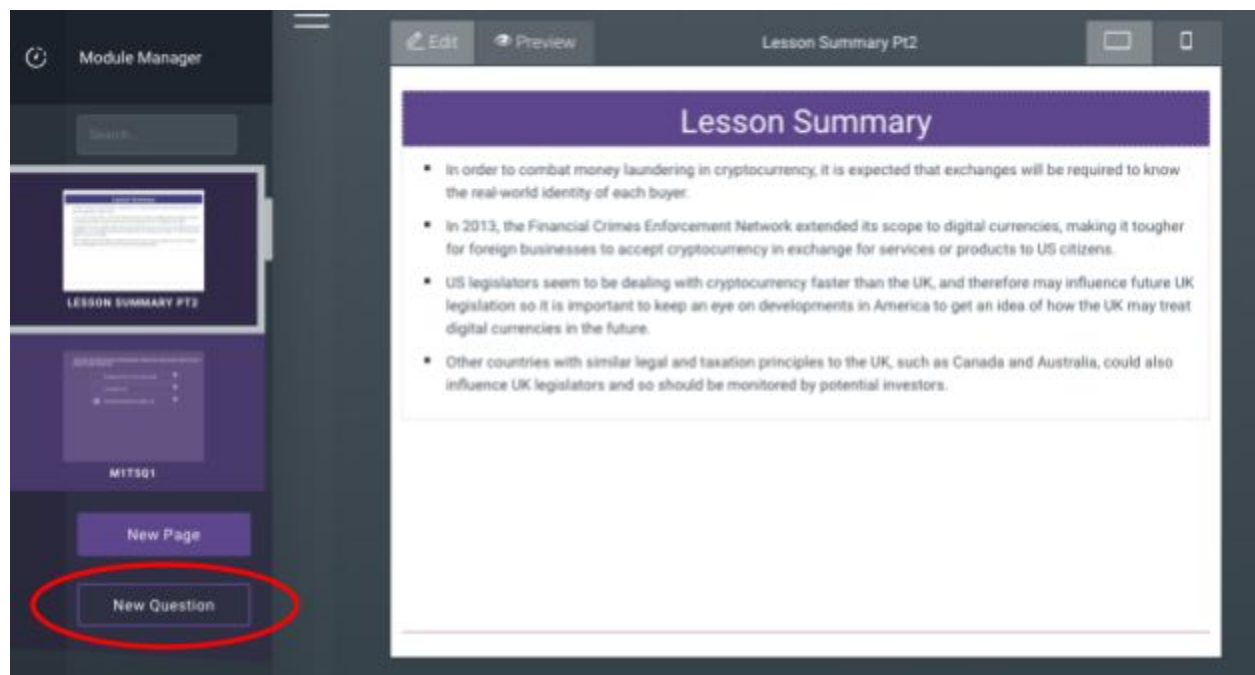 Module Manager
Search...
LESSON SUMMARY PT2
M1T5Q1
New Page
New Question
Edit
Preview
Lesson Summary Pt2
Lesson Summary
▪ In order to combat money laundering in cryptocurrency, it is expected that exchanges will be required to know
the real-world identity of each buyer.
▪ In 2013, the Financial Crimes Enforcement Network extended its scope to digital currencies, making it tougher
for foreign businesses to accept cryptocurrency in exchange for services or products to US citizens.
▪ US legislators seem to be dealing with cryptocurrency faster than the UK, and therefore may influence future UK
legislation so it is important to keep an eye on developments in America to get an idea of how the UK may treat
digital currencies in the future.
▪ Other countries with similar legal and taxation principles to the UK, such as Canada and Australia, could also
influence UK legislators and so should be monitored by potential investors.